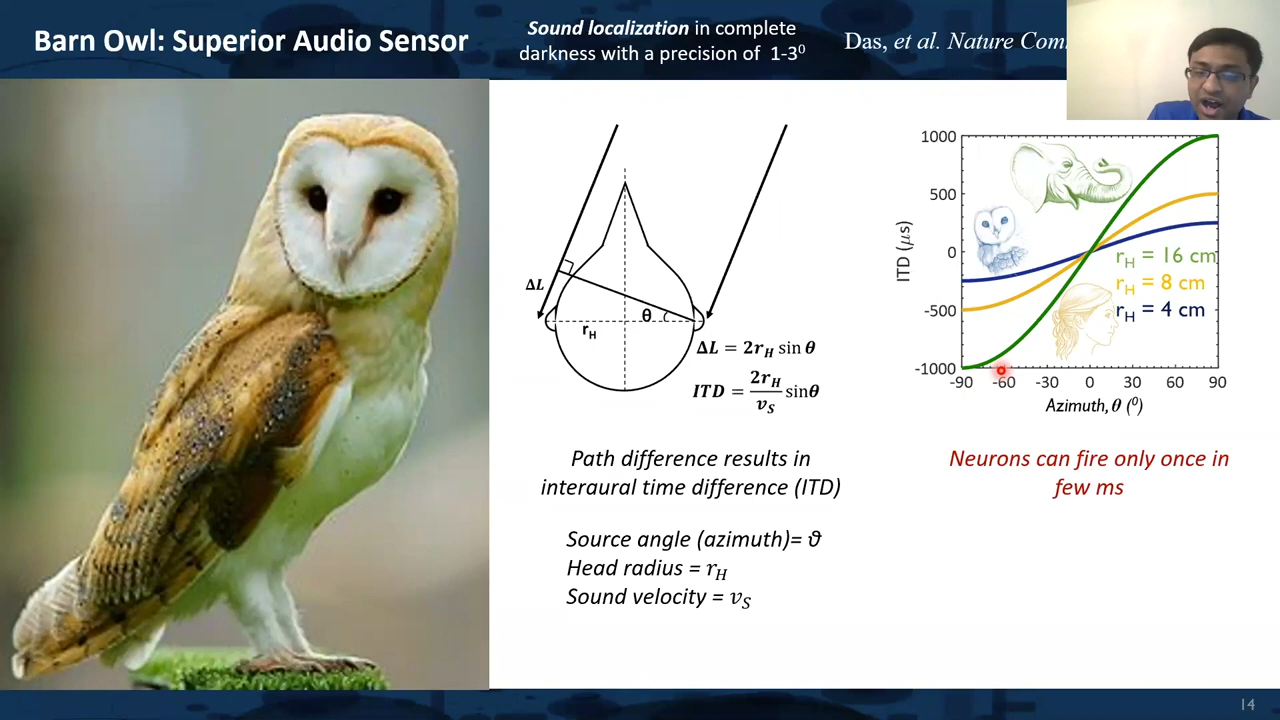 Barn Owl: Superior Audio Sensor
Sound localization in complete
darkness with a precision of 1-3⁰
Das, et al. Nature Com
ΔL
θ
r_H
ΔL = 2r_H sin θ
ITD = 2r_H / v_S sinθ
Path difference results in
interaural time difference (ITD)
Source angle (azimuth)= ϑ
Head radius = r_H
Sound velocity = v_S
1000
500
0
-500
-1000
ITD (μs)
r_H = 16 cm
r_H = 8 cm
r_H = 4 cm
-90 -60 -30 0 30 60 90
Azimuth, θ (⁰)
Neurons can fire only once in
few ms
14